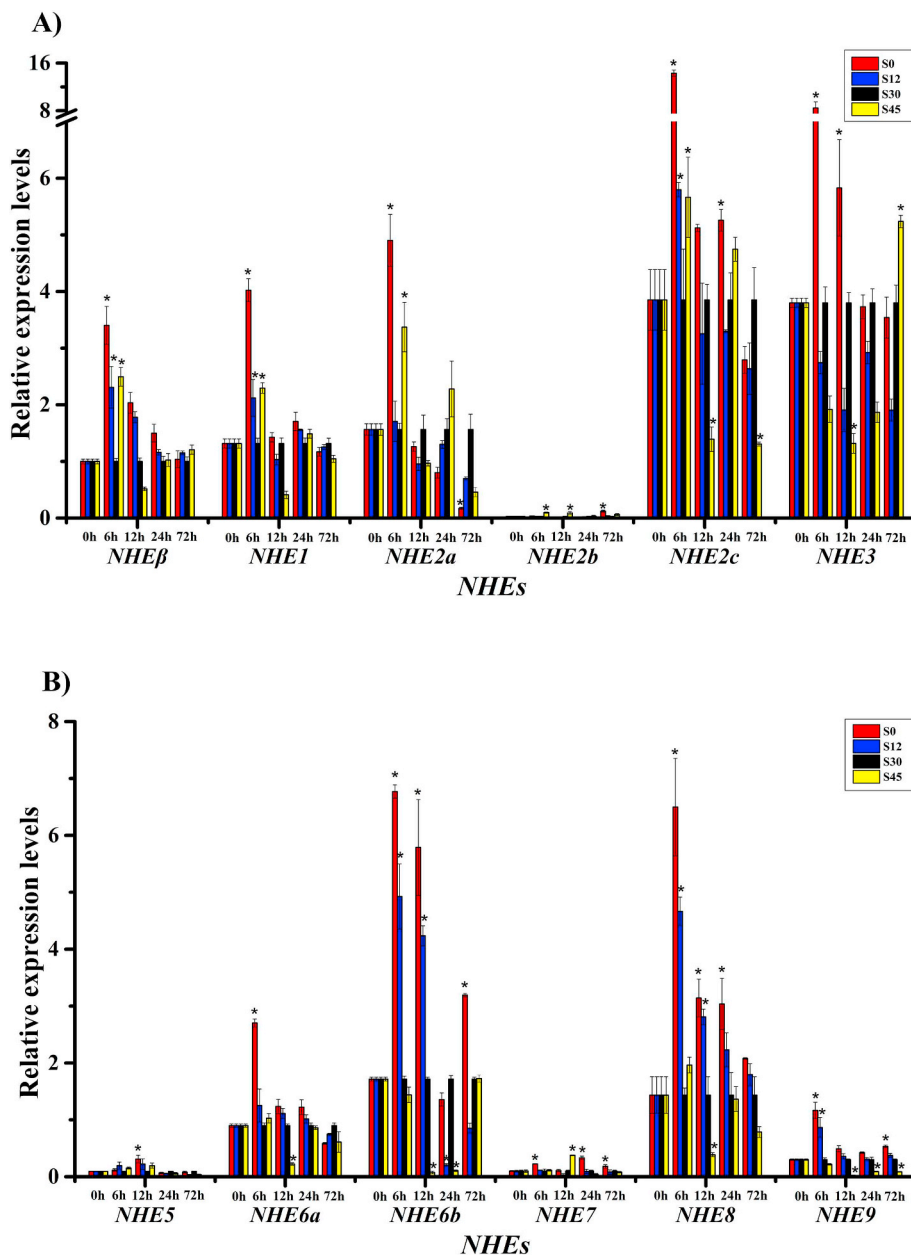 A)
16
8
6
4
2
0
Relative expression levels
S0
S12
S30
S45
* * * * * * * * * * * * * * * * * * * * * *
0h 6h 12h 24h 72h 0h 6h 12h 24h 72h 0h 6h 12h 24h 72h 0h 6h 12h 24h 72h 0h 6h 12h 24h 72h 0h 6h 12h 24h 72h
NHEβ NHE1 NHE2a NHE2b NHE2c NHE3
NHEs
B)
8
6
4
2
0
Relative expression levels
S0
S12
S30
S45
* * * * * * * * * * * * * * * * * * * * * * * * *
0h 6h 12h 24h 72h 0h 6h 12h 24h 72h 0h 6h 12h 24h 72h 0h 6h 12h 24h 72h 0h 6h 12h 24h 72h 0h 6h 12h 24h 72h
NHE5 NHE6a NHE6b NHE7 NHE8 NHE9
NHEs